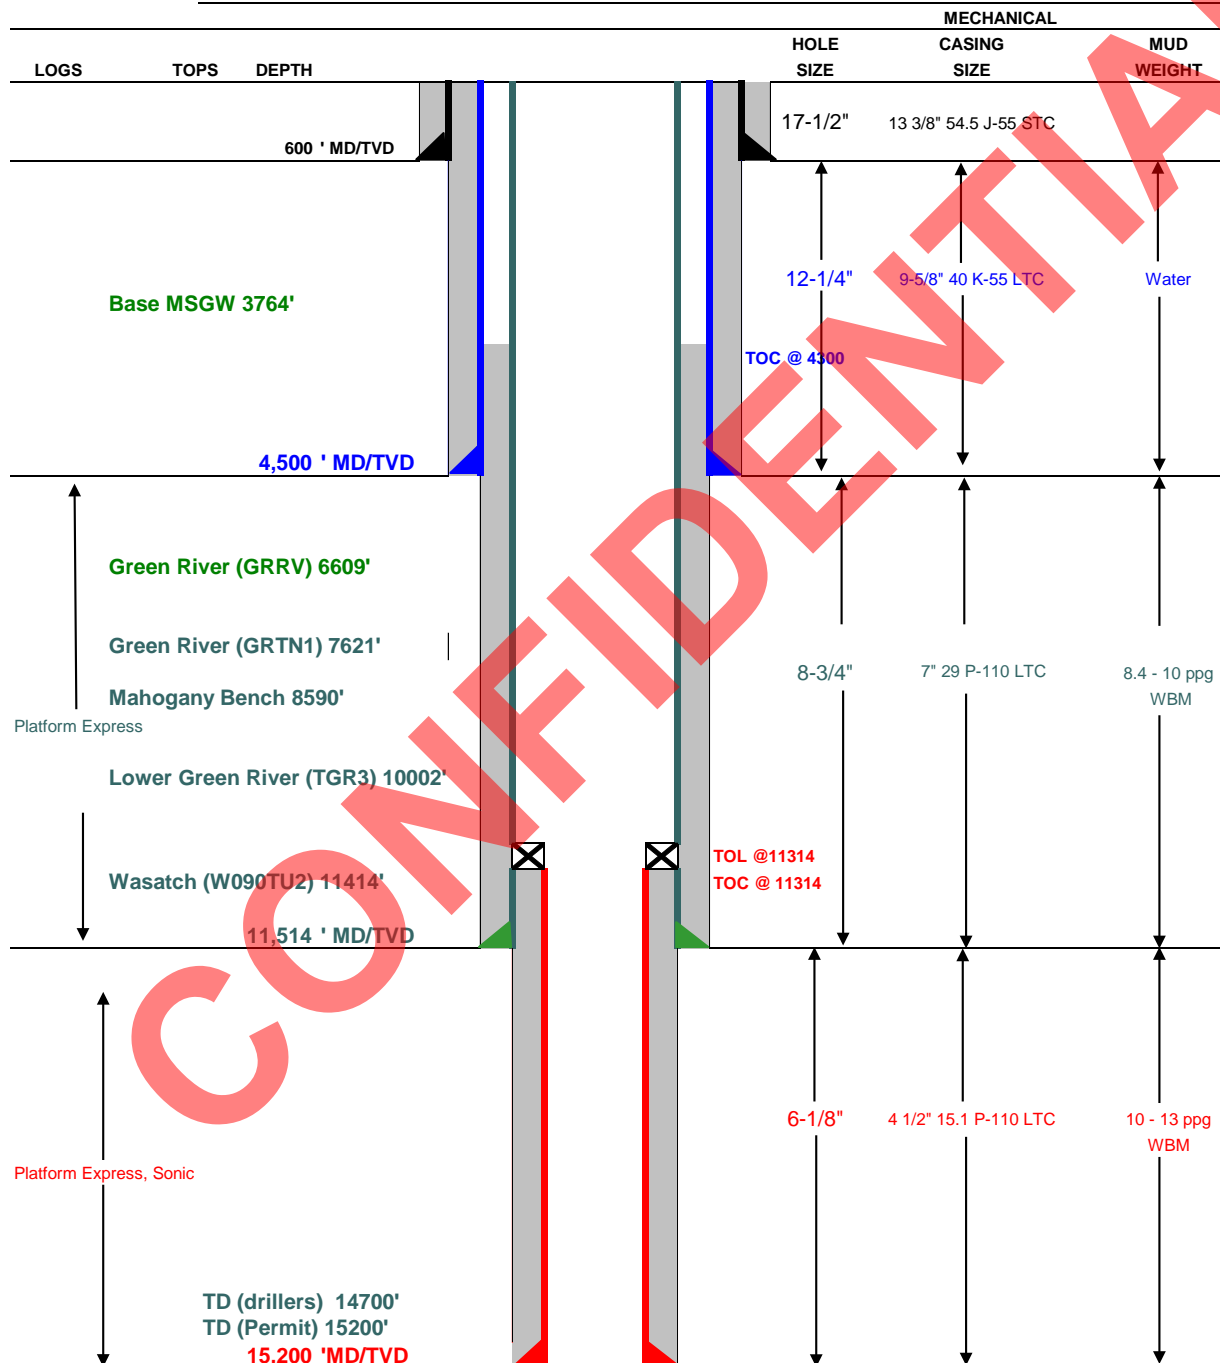 MECHANICAL
HOLE CASING MUD
LOGS TOPS DEPTH SIZE SIZE WEIGHT
17-1/2" 13 3/8" 54.5 J-55 STC
600 ' MD/TVD
12-1/4" 9-5/8" 40 K-55 LTC Water
Base MSGW 3764'
TOC @ 4300
4,500 ' MD/TVD
Green River (GRRV) 6609'
Green River (GRTN1) 7621'
8-3/4" 7" 29 P-110 LTC 8.4 - 10 ppg
WBM
Mahogany Bench 8590'
Platform Express
Lower Green River (TGR3) 10002'
TOL @11314
Wasatch (W090TU2) 11414' TOC @ 11314
11,514 ' MD/TVD
6-1/8" 4 1/2" 15.1 P-110 LTC 10 - 13 ppg
WBM
Platform Express, Sonic
TD (drillers) 14700'
TD (Permit) 15200'
15,200 'MD/TVD
CONFIDENTIA